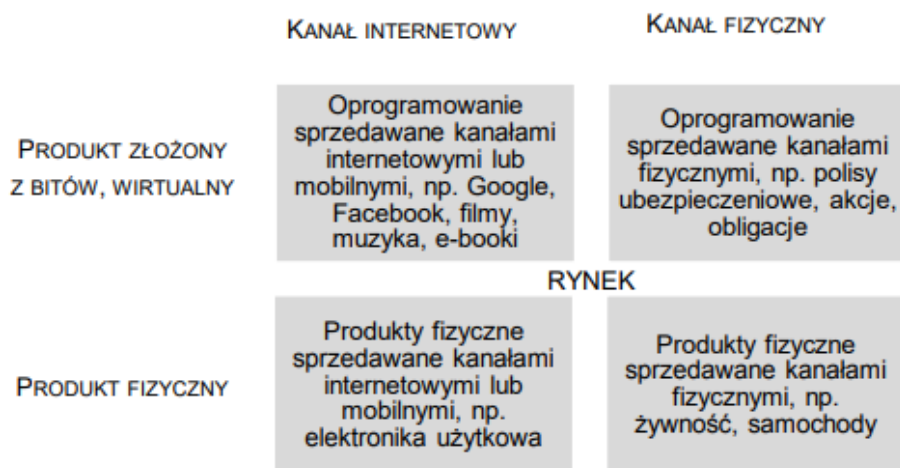 KANAŁ INTERNETOWY
KANAŁ FIZYCZNY
PRODUKT ZŁOŻONY
Z BITÓW, WIRTUALNY
Oprogramowanie
sprzedawane kanałami
internetowymi lub
mobilnymi, np. Google,
Facebook, filmy,
muzyka, e-booki
Oprogramowanie
sprzedawane kanałami
fizycznymi, np. polisy
ubezpieczeniowe, akcje,
obligacje
RYNEK
PRODUKT FIZYCZNY
Produkty fizyczne
sprzedawane kanałami
internetowymi lub
mobilnymi, np.
elektronika użytkowa
Produkty fizyczne
sprzedawane kanałami
fizycznymi, np.
żywność, samochody